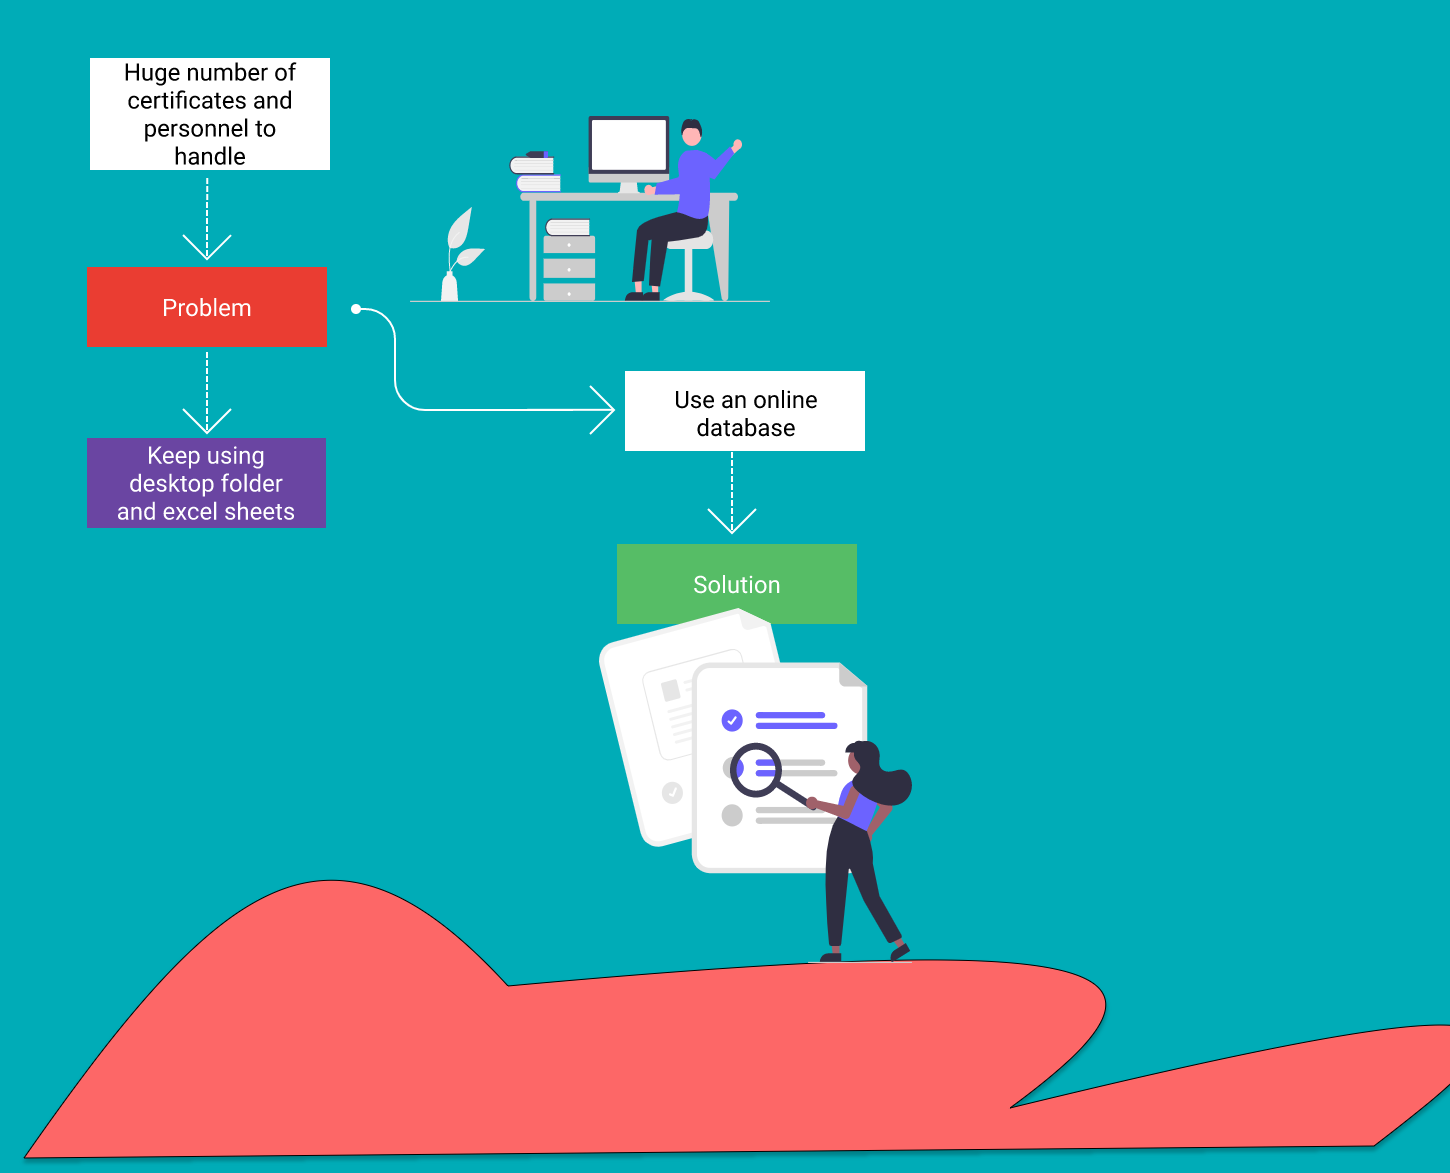 Huge number of
certificates and
personnel to
handle
Problem
Keep using
desktop folder
and excel sheets
Use an online
database
Solution